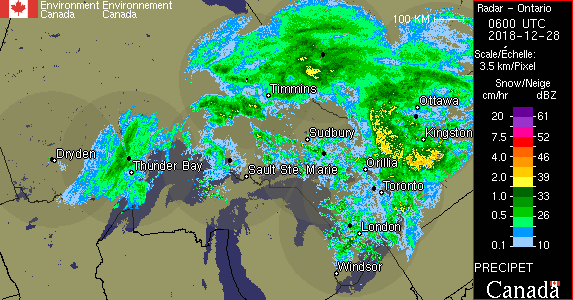 Environment Environnement
Canada Canada
100 KM
Timmins
Ottawa
Sudbury
Kingston
Dryden
Thunder Bay
Sault Ste. Marie
Orillia
Toronto
London
Windsor
Radar - Ontario
0600 UTC
2018-12-28
Scale/Échelle:
3.5 km/Pixel
Snow/Neige
cm/hr dBZ
20 61
7.5 52
4.0 46
2.0 39
1.0 33
0.5 26
0.1 10
PRECIPET
Canada